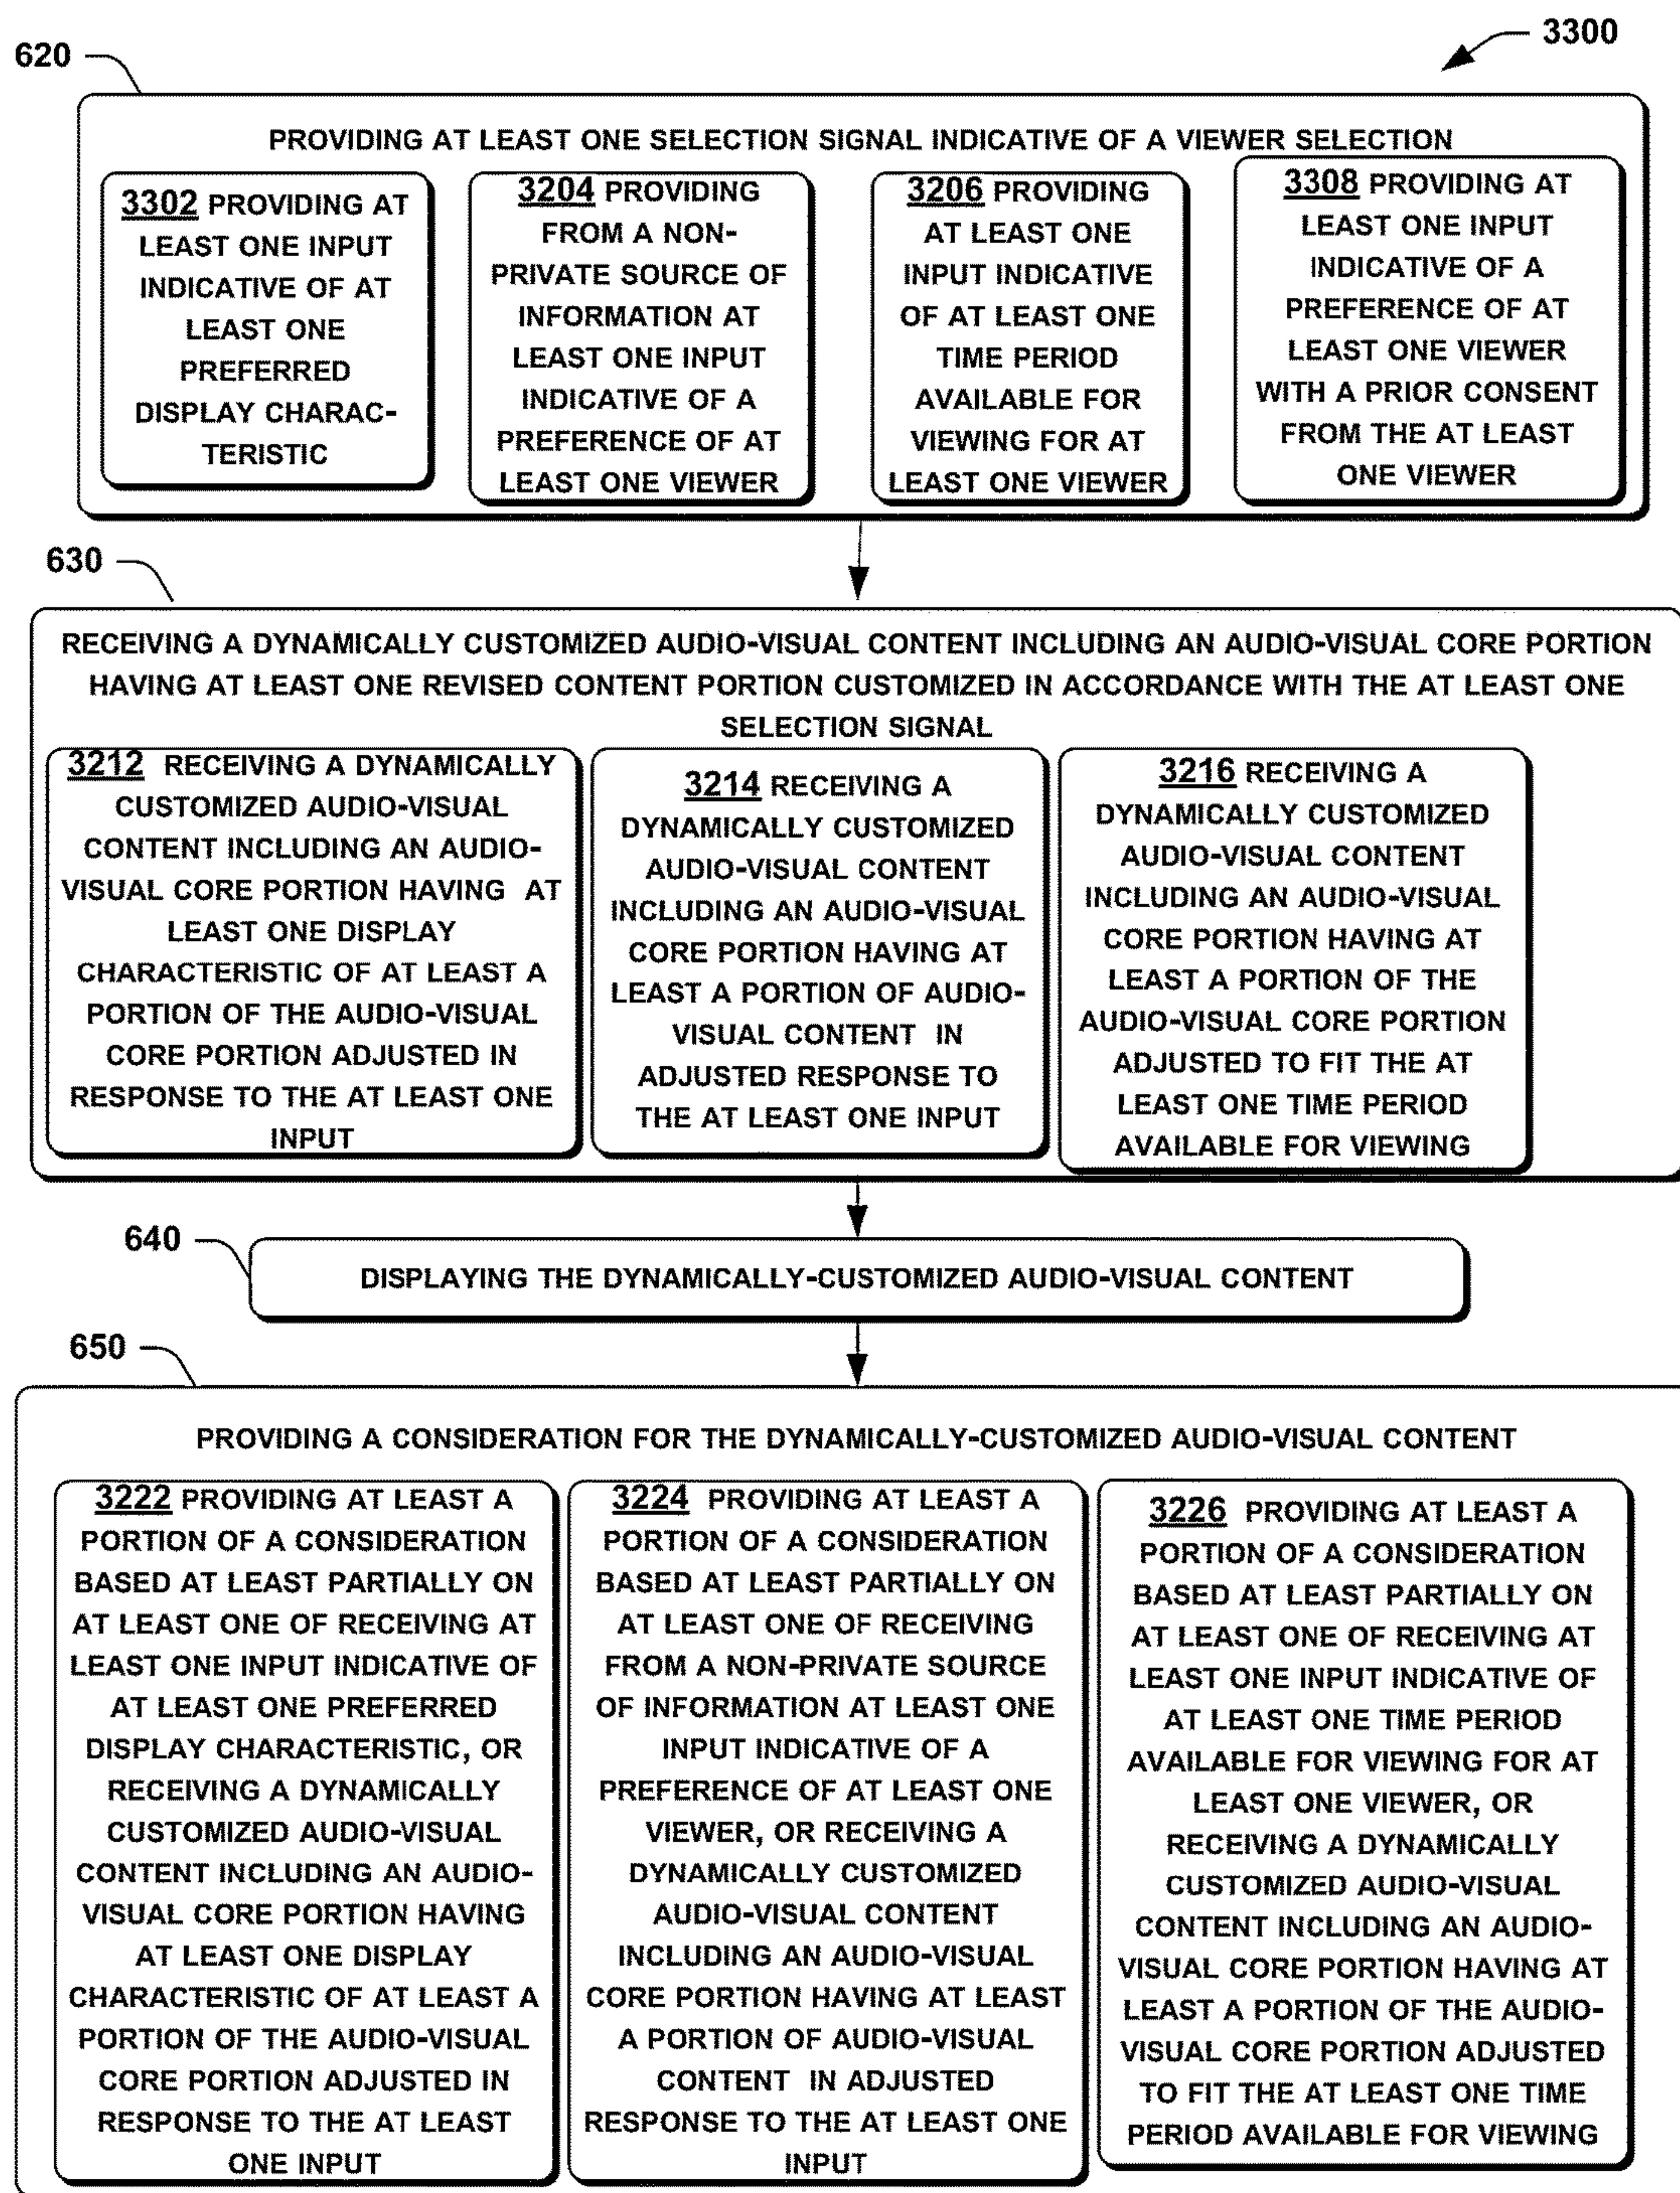 3300
620
PROVIDING AT LEAST ONE SELECTION SIGNAL INDICATIVE OF A VIEWER SELECTION
3302 PROVIDING AT
LEAST ONE INPUT
INDICATIVE OF AT
LEAST ONE
PREFERRED
DISPLAY CHARAC-
TERISTIC
3204 PROVIDING
FROM A NON-
PRIVATE SOURCE OF
INFORMATION AT
LEAST ONE INPUT
INDICATIVE OF A
PREFERENCE OF AT
LEAST ONE VIEWER
3206 PROVIDING
AT LEAST ONE
INPUT INDICATIVE
OF AT LEAST ONE
TIME PERIOD
AVAILABLE FOR
VIEWING FOR AT
LEAST ONE VIEWER
3308 PROVIDING AT
LEAST ONE INPUT
INDICATIVE OF A
PREFERENCE OF AT
LEAST ONE VIEWER
WITH A PRIOR CONSENT
FROM THE AT LEAST
ONE VIEWER
630
RECEIVING A DYNAMICALLY CUSTOMIZED AUDIO-VISUAL CONTENT INCLUDING AN AUDIO-VISUAL CORE PORTION
HAVING AT LEAST ONE REVISED CONTENT PORTION CUSTOMIZED IN ACCORDANCE WITH THE AT LEAST ONE
SELECTION SIGNAL
3212 RECEIVING A DYNAMICALLY
CUSTOMIZED AUDIO-VISUAL
CONTENT INCLUDING AN AUDIO-
VISUAL CORE PORTION HAVING AT
LEAST ONE DISPLAY
CHARACTERISTIC OF AT LEAST A
PORTION OF THE AUDIO-VISUAL
CORE PORTION ADJUSTED IN
RESPONSE TO THE AT LEAST ONE
INPUT
3214 RECEIVING A
DYNAMICALLY CUSTOMIZED
AUDIO-VISUAL CONTENT
INCLUDING AN AUDIO-VISUAL
CORE PORTION HAVING AT
LEAST A PORTION OF AUDIO-
VISUAL CONTENT IN
ADJUSTED RESPONSE TO
THE AT LEAST ONE INPUT
3216 RECEIVING A
DYNAMICALLY CUSTOMIZED
AUDIO-VISUAL CONTENT
INCLUDING AN AUDIO-VISUAL
CORE PORTION HAVING AT
LEAST A PORTION OF THE
AUDIO-VISUAL CORE PORTION
ADJUSTED TO FIT THE AT
LEAST ONE TIME PERIOD
AVAILABLE FOR VIEWING
640
DISPLAYING THE DYNAMICALLY-CUSTOMIZED AUDIO-VISUAL CONTENT
650
PROVIDING A CONSIDERATION FOR THE DYNAMICALLY-CUSTOMIZED AUDIO-VISUAL CONTENT
3222 PROVIDING AT LEAST A
PORTION OF A CONSIDERATION
BASED AT LEAST PARTIALLY ON
AT LEAST ONE OF RECEIVING AT
LEAST ONE INPUT INDICATIVE OF
AT LEAST ONE PREFERRED
DISPLAY CHARACTERISTIC, OR
RECEIVING A DYNAMICALLY
CUSTOMIZED AUDIO-VISUAL
CONTENT INCLUDING AN AUDIO-
VISUAL CORE PORTION HAVING
AT LEAST ONE DISPLAY
CHARACTERISTIC OF AT LEAST A
PORTION OF THE AUDIO-VISUAL
CORE PORTION ADJUSTED IN
RESPONSE TO THE AT LEAST
ONE INPUT
3224 PROVIDING AT LEAST A
PORTION OF A CONSIDERATION
BASED AT LEAST PARTIALLY ON
AT LEAST ONE OF RECEIVING
FROM A NON-PRIVATE SOURCE
OF INFORMATION AT LEAST ONE
INPUT INDICATIVE OF A
PREFERENCE OF AT LEAST ONE
VIEWER, OR RECEIVING A
DYNAMICALLY CUSTOMIZED
AUDIO-VISUAL CONTENT
INCLUDING AN AUDIO-VISUAL
CORE PORTION HAVING AT LEAST
A PORTION OF AUDIO-VISUAL
CONTENT IN ADJUSTED
RESPONSE TO THE AT LEAST ONE
INPUT
3226 PROVIDING AT LEAST A
PORTION OF A CONSIDERATION
BASED AT LEAST PARTIALLY ON
AT LEAST ONE OF RECEIVING AT
LEAST ONE INPUT INDICATIVE OF
AT LEAST ONE TIME PERIOD
AVAILABLE FOR VIEWING FOR AT
LEAST ONE VIEWER, OR
RECEIVING A DYNAMICALLY
CUSTOMIZED AUDIO-VISUAL
CONTENT INCLUDING AN AUDIO-
VISUAL CORE PORTION HAVING AT
LEAST A PORTION OF THE AUDIO-
VISUAL CORE PORTION ADJUSTED
TO FIT THE AT LEAST ONE TIME
PERIOD AVAILABLE FOR VIEWING